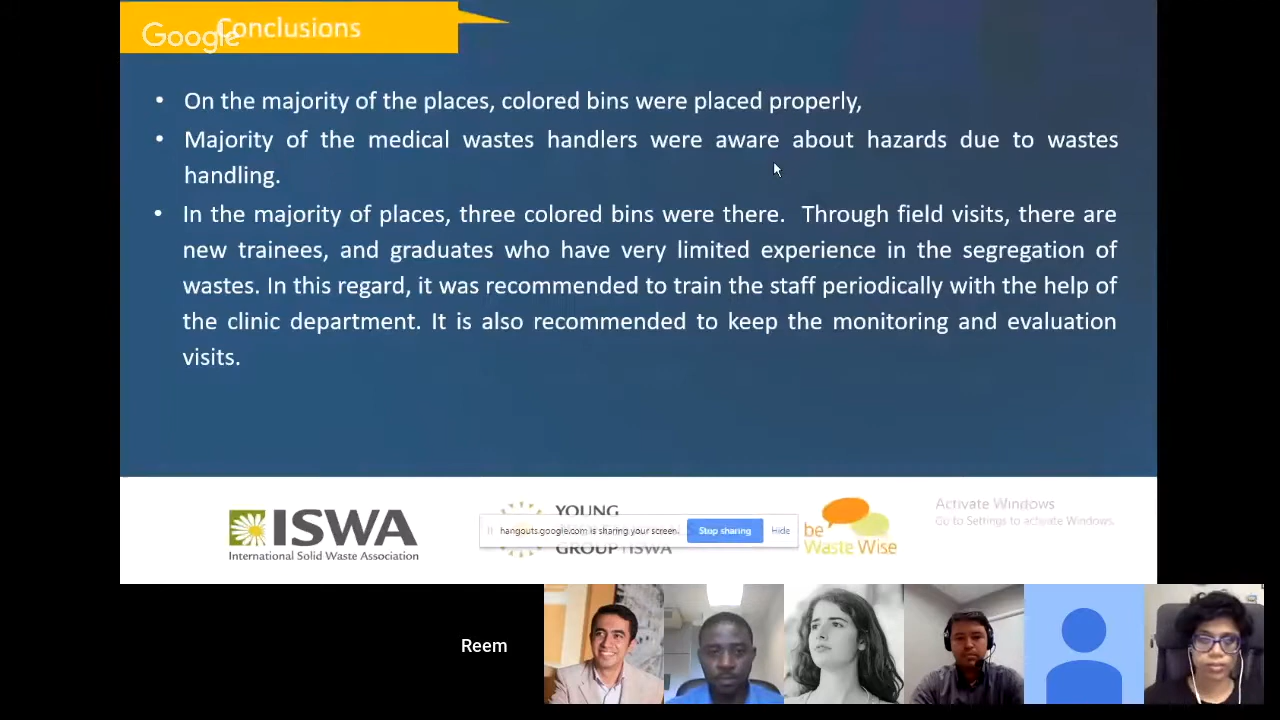 Google
Conclusions
• On the majority of the places, colored bins were placed properly,
• Majority of the medical wastes handlers were aware about hazards due to wastes
handling.
• In the majority of places, three colored bins were there. Through field visits, there are
new trainees, and graduates who have very limited experience in the segregation of
wastes. In this regard, it was recommended to train the staff periodically with the help of
the clinic department. It is also recommended to keep the monitoring and evaluation
visits.
ISWA
International Solid Waste Association
YOUNG
hangouts.google.com is sharing your screen.
Stop sharing
Hide
GROUP ISWA
be
Waste Wise
Activate Windows
Go to Settings to activate Windows.
Reem